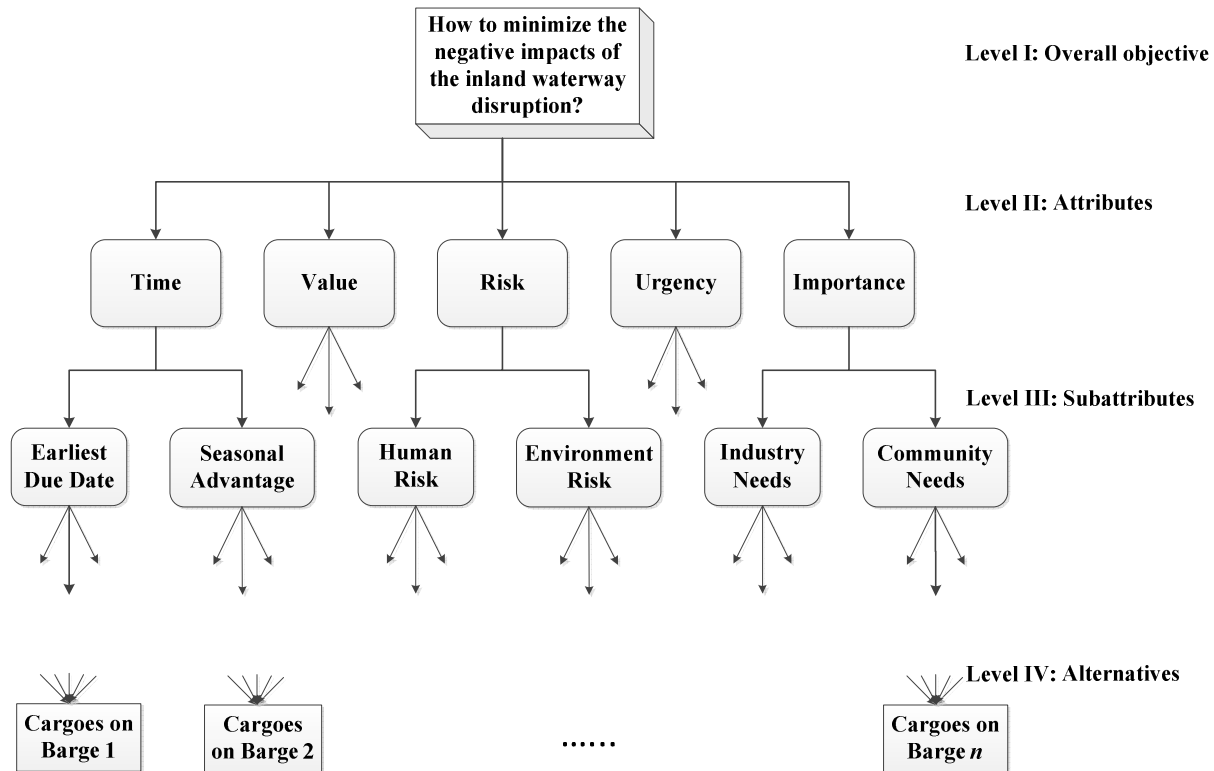 How to minimize the
negative impacts of
the inland waterway
disruption?
Level I: Overall objective
Level II: Attributes
Time
Value
Risk
Urgency
Importance
Level III: Subattributes
Earliest
Due Date
Seasonal
Advantage
Human
Risk
Environment
Risk
Industry
Needs
Community
Needs
Level IV: Alternatives
Cargoes on
Barge 1
Cargoes
on Barge 2
......
Cargoes on
Barge n